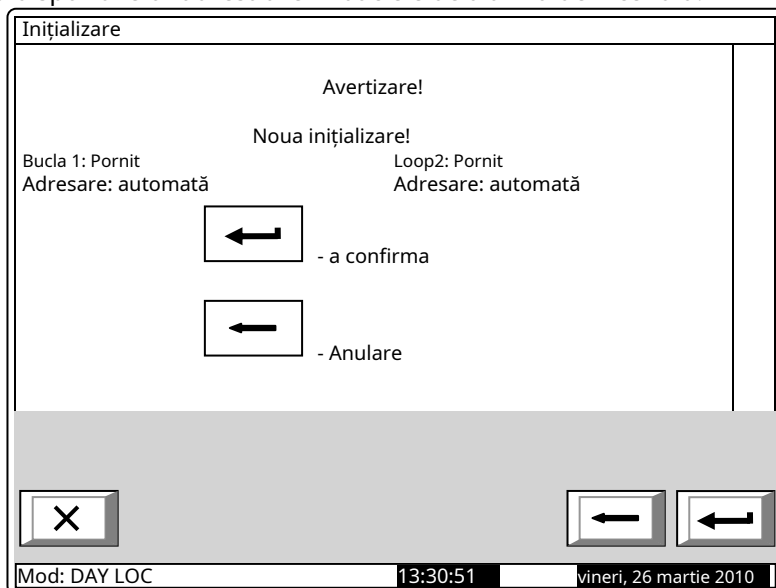 Inițializare
Avertizare!
Noua inițializare!
Bucla 1: Pornit Loop2: Pornit
Adresare: automată Adresare: automată
- a confirma
- Anulare
Mod: DAY LOC 13:30:51 vineri, 26 martie 2010